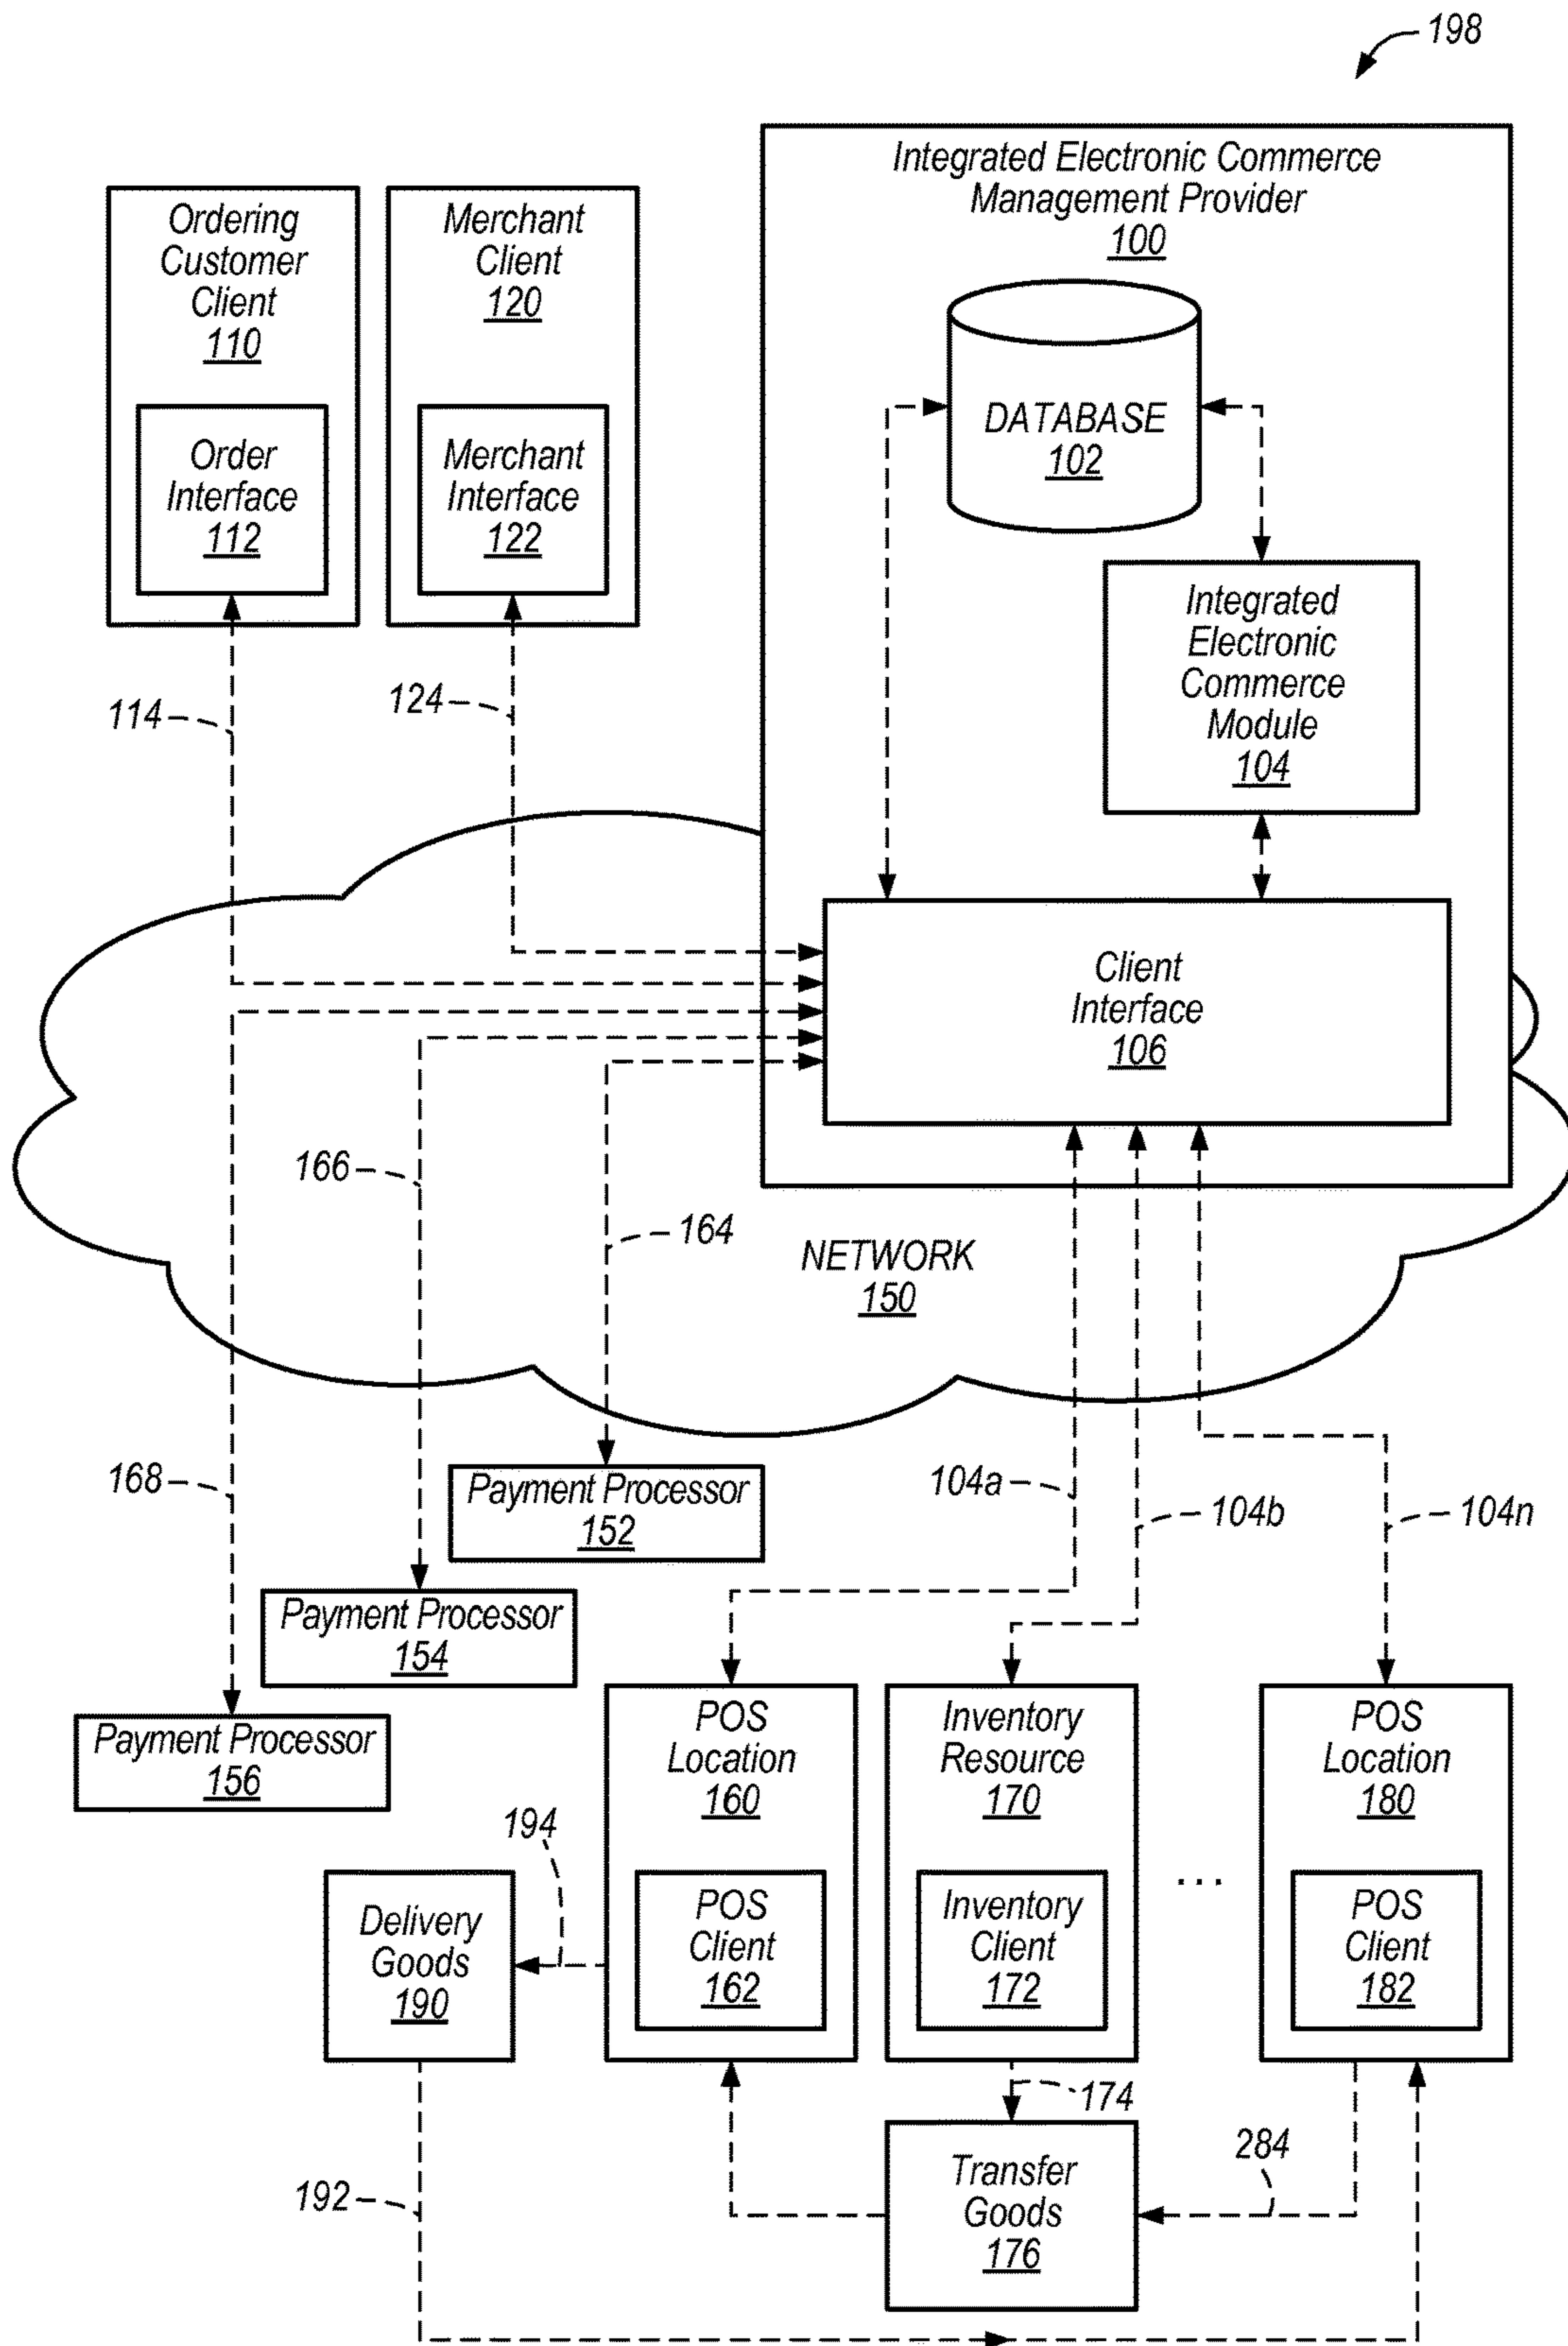 198
Integrated Electronic Commerce
Management Provider
100
Ordering
Customer
Client
110
Merchant
Client
120
DATABASE
102
Order
Interface
112
Merchant
Interface
122
Integrated
Electronic
Commerce
Module
104
114
124
Client
Interface
106
166
164
NETWORK
150
168
Payment Processor
152
104a
104b
104n
Payment Processor
154
Payment Processor
156
POS
Location
160
Inventory
Resource
170
POS
Location
180
194
Delivery
Goods
190
POS
Client
162
Inventory
Client
172
...
POS
Client
182
174
284
192
Transfer
Goods
176